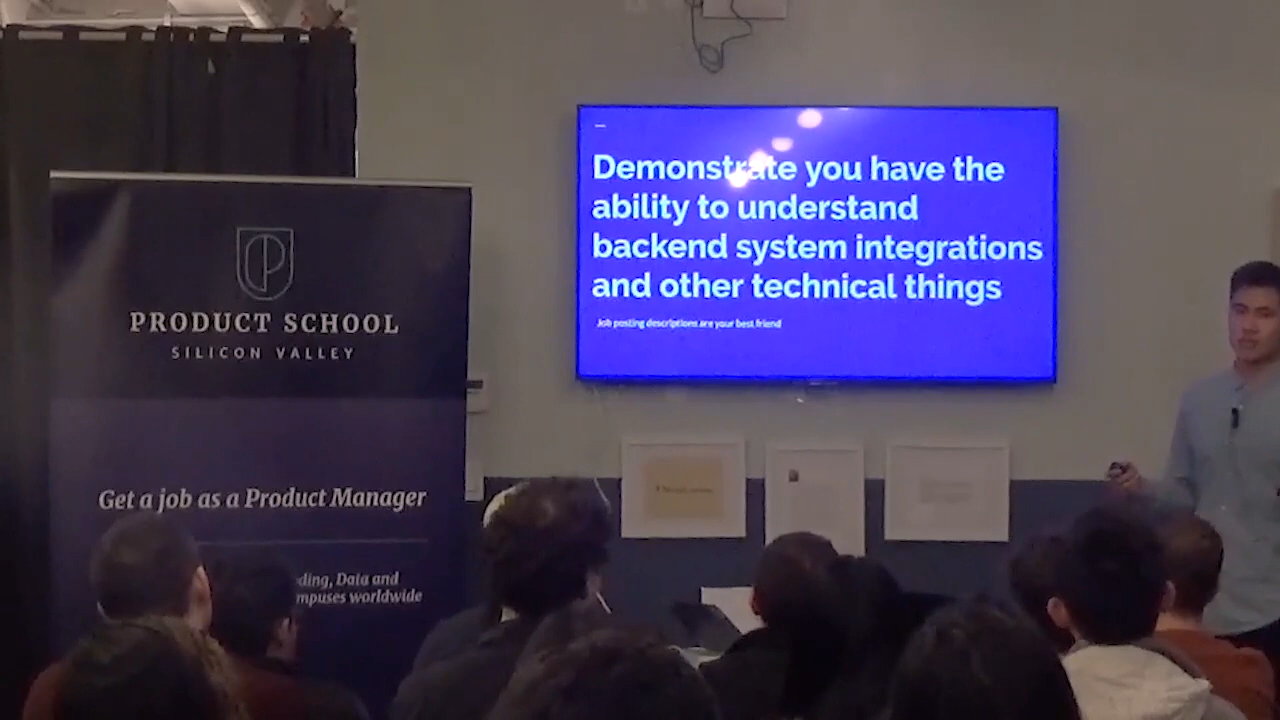 PRODUCT SCHOOL
SILICON VALLEY
Get a job as a Product Manager
ding, Data and
mpuses worldwide
Demonstrate you have the
ability to understand
backend system integrations
and other technical things
Job posting descriptions are your best friend